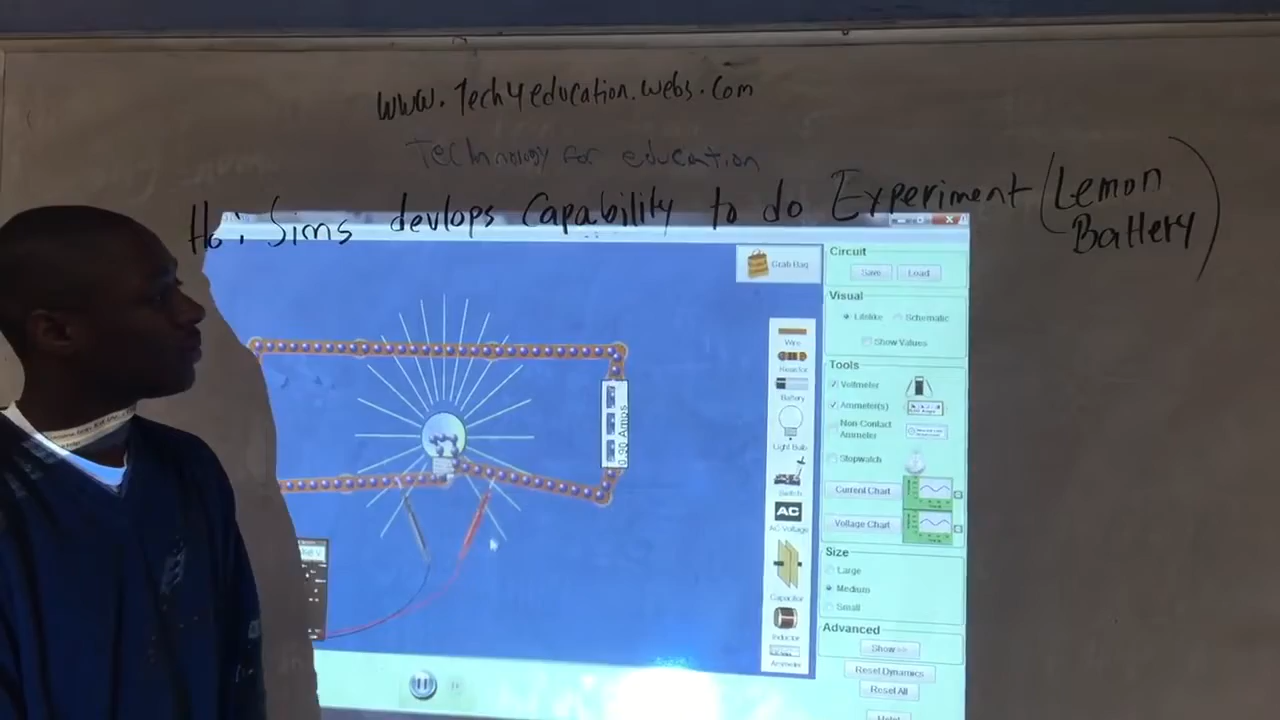 www.Tech4education.webs.com
Technology for education
Ho: Sims devlops Capability to do Experiment (Lemon Battery)
Grab Bag
Wire
Resistor
Battery
Light Bulb
Switch
AC
AC Voltage
Capacitor
Inductor
Ammeter
0.90 Amps
Circuit
Save Load
Visual
Lifelike Schematic
Show Values
Tools
Voltmeter
Ammeter(s)
Non Contact
Ammeter
Stopwatch
Current Chart
Voltage Chart
Size
Large
Medium
Small
Advanced
Show >>
Reset Dynamics
Reset All